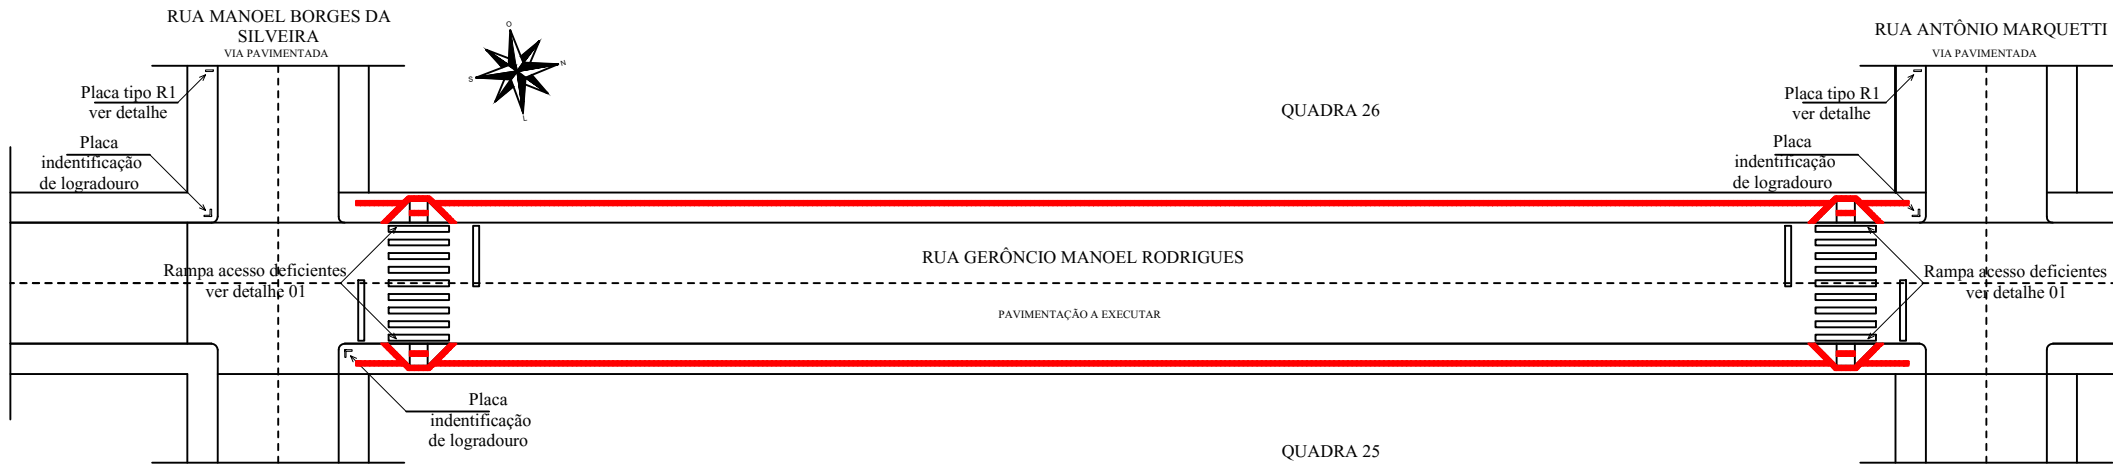 RUA MANOEL BORGES DA
SILVEIRA
VIA PAVIMENTADA
O
S
N
L
RUA ANTÔNIO MARQUETTI
VIA PAVIMENTADA
Placa tipo R1
ver detalhe
QUADRA 26
Placa tipo R1
ver detalhe
Placa
indentificação
de logradouro
Placa
indentificação
de logradouro
RUA GERÔNCIO MANOEL RODRIGUES
Rampa acesso deficientes
ver detalhe 01
Rampa acesso deficientes
ver detalhe 01
PAVIMENTAÇÃO A EXECUTAR
Placa
indentificação
de logradouro
QUADRA 25